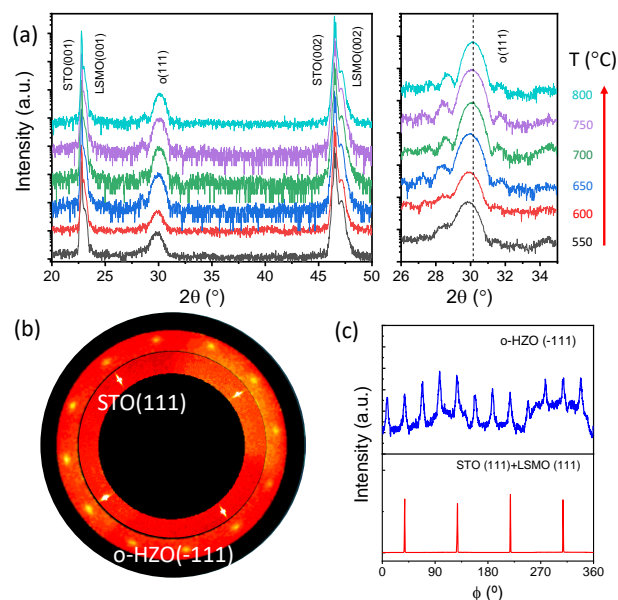 (a)
STO(001)
LSMO(001)
o(111)
STO(002)
LSMO(002)
Intensity (a.u.)
20 25 30 35 40 45 50
2θ (°)
o(111)
26 28 30 32 34
2θ (°)
T (°C)
800
750
700
650
600
550
(b)
STO(111)
o-HZO(-111)
(c)
o-HZO (-111)
STO (111)+LSMO (111)
Intensity (a.u.)
0 90 180 270 360
ϕ (º)